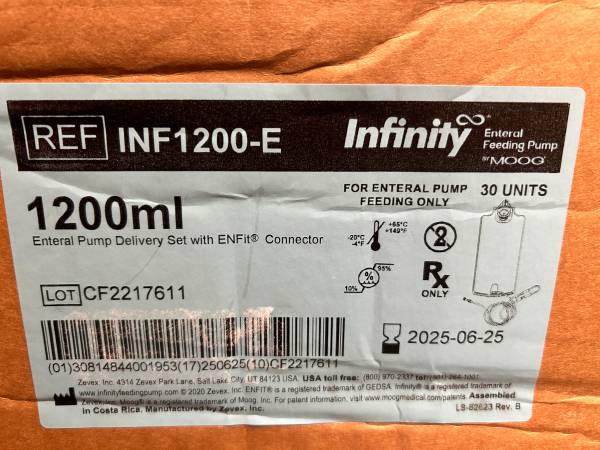 REF INF1200-E
Infinity®
Enteral
Feeding Pump
BY MOOG
FOR ENTERAL PUMP
FEEDING ONLY
30 UNITS
1200ml
Enteral Pump Delivery Set with ENFit® Connector
-20°C
-4°F
+65°C
+149°F
2
10%
%
95%
Rx
ONLY
LOT CF2217611
2025-06-25
(01)30814844001953(17)250625(10)CF2217611
Zevex, Inc. 4314 Zevex Park Lane, Salt Lake City, UT 84123 USA. USA toll free: (800) 970-2337
www.infinityfeedingpump.com © 2020 Zevex, Inc. ENFIT® is a registered trademark of GEDSA. Infinity® is a registered trademark of
Zevex, Inc. Moog® is a registered trademark of Moog, Inc. For patent information, visit www.moogmedical.com/patents. Assembled
in Costa Rica. Manufactured by Zevex, Inc.
LS-82623 Rev. B